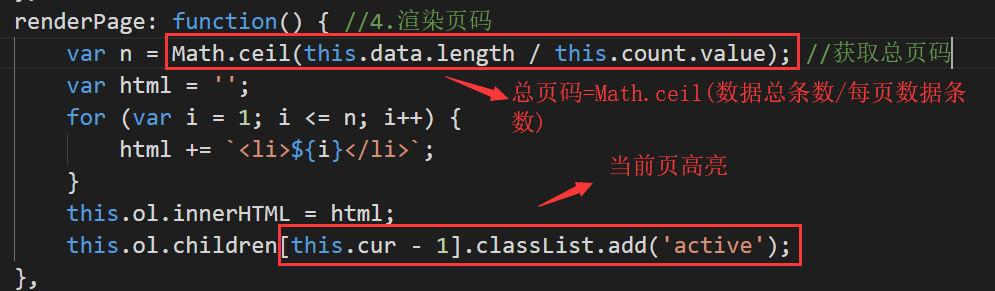 renderPage: function() { //4.渲染页码
var n = Math.ceil(this.data.length / this.count.value); //获取总页码
总页码=Math.ceil(数据总条数/每页数据条
数)
var html = '';
for (var i = 1; i <= n; i++) {
html += `<li>${i}</li>`;
}
当前页高亮
this.ol.innerHTML = html;
this.ol.children[this.cur - 1].classList.add('active');
},